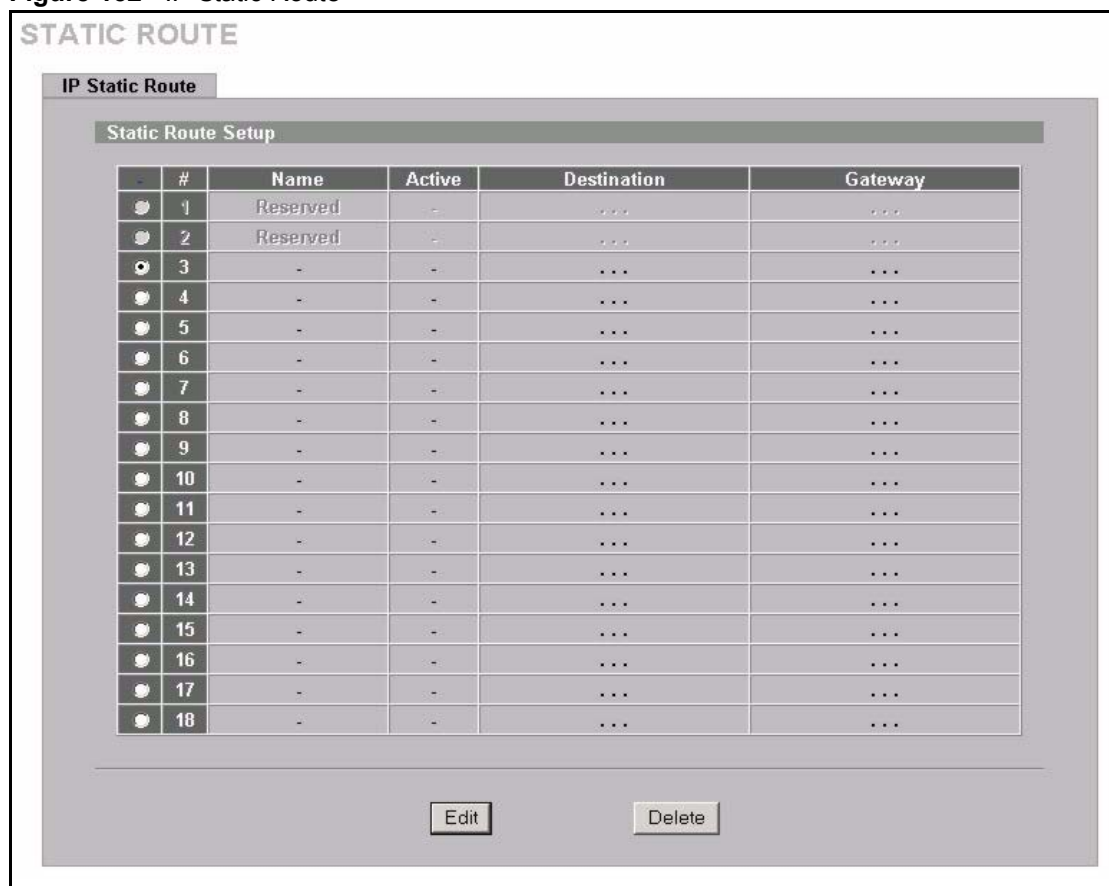 STATIC ROUTE
IP Static Route
Static Route Setup
- # Name Active Destination Gateway
1 Reserved - ... ...
2 Reserved - ... ...
3 - - ... ...
4 - - ... ...
5 - - ... ...
6 - - ... ...
7 - - ... ...
8 - - ... ...
9 - - ... ...
10 - - ... ...
11 - - ... ...
12 - - ... ...
13 - - ... ...
14 - - ... ...
15 - - ... ...
16 - - ... ...
17 - - ... ...
18 - - ... ...
Edit Delete